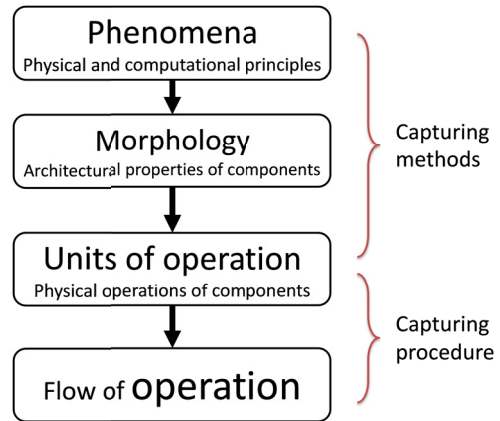 Phenomena
Physical and computational principles
Morphology
Architectural properties of components
Units of operation
Physical operations of components
Flow of operation
Capturing
methods
Capturing
procedure